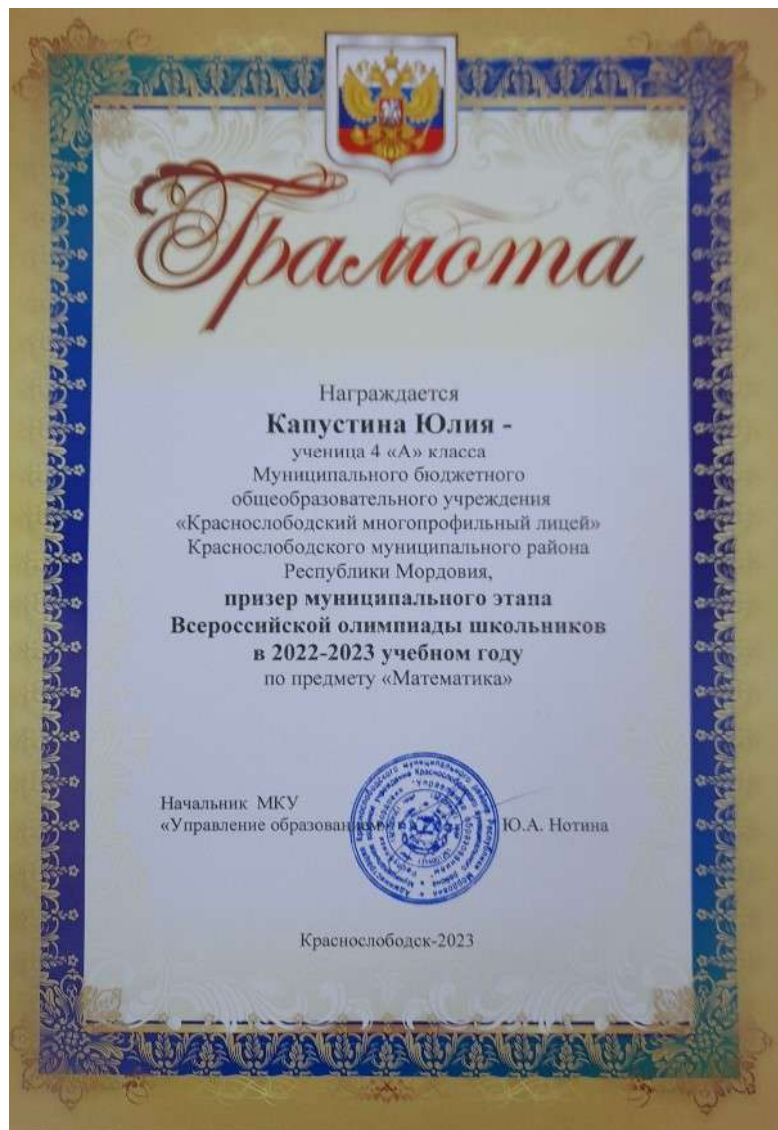 Грамота
Награждается
Капустина Юлия -
ученица 4 «А» класса
Муниципального бюджетного
общеобразовательного учреждения
«Краснослободский многопрофильный лицей»
Краснослободского муниципального района
Республики Мордовия,
призер муниципального этапа
Всероссийской олимпиады школьников
в 2022-2023 учебном году
по предмету «Математика»
Начальник МКУ
«Управление образованием» Ю.А. Нотина
Краснослободск-2023